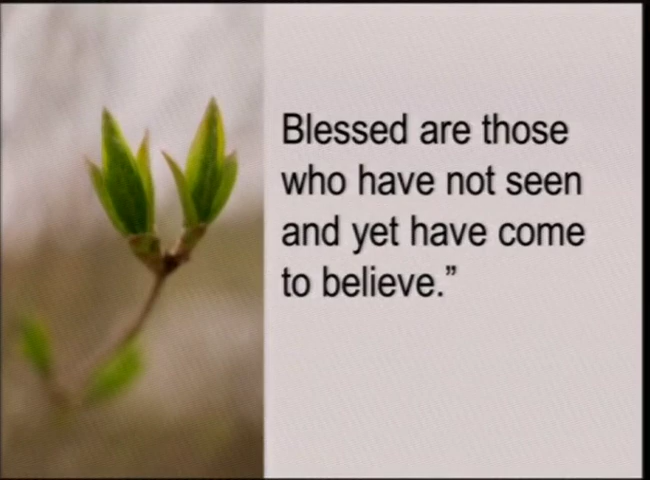 Blessed are those
who have not seen
and yet have come
to believe.”